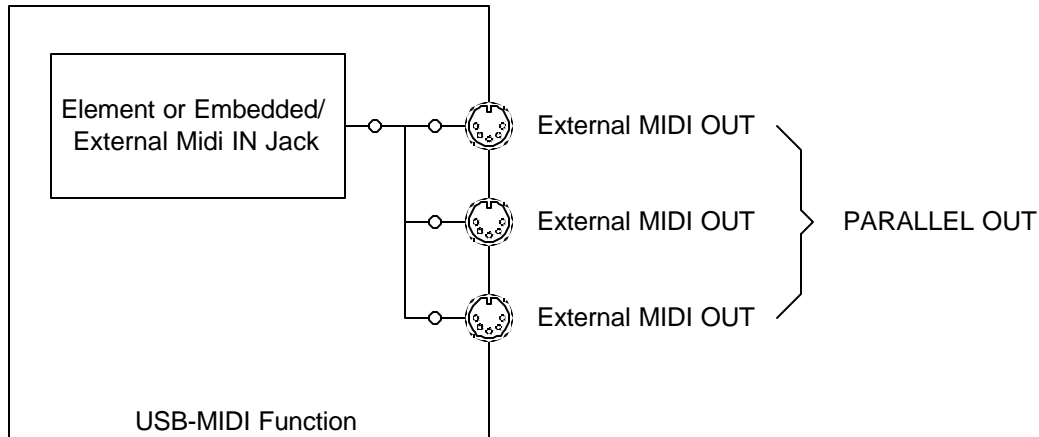 Element or Embedded/
External Midi IN Jack
External MIDI OUT
External MIDI OUT
PARALLEL OUT
External MIDI OUT
USB-MIDI Function